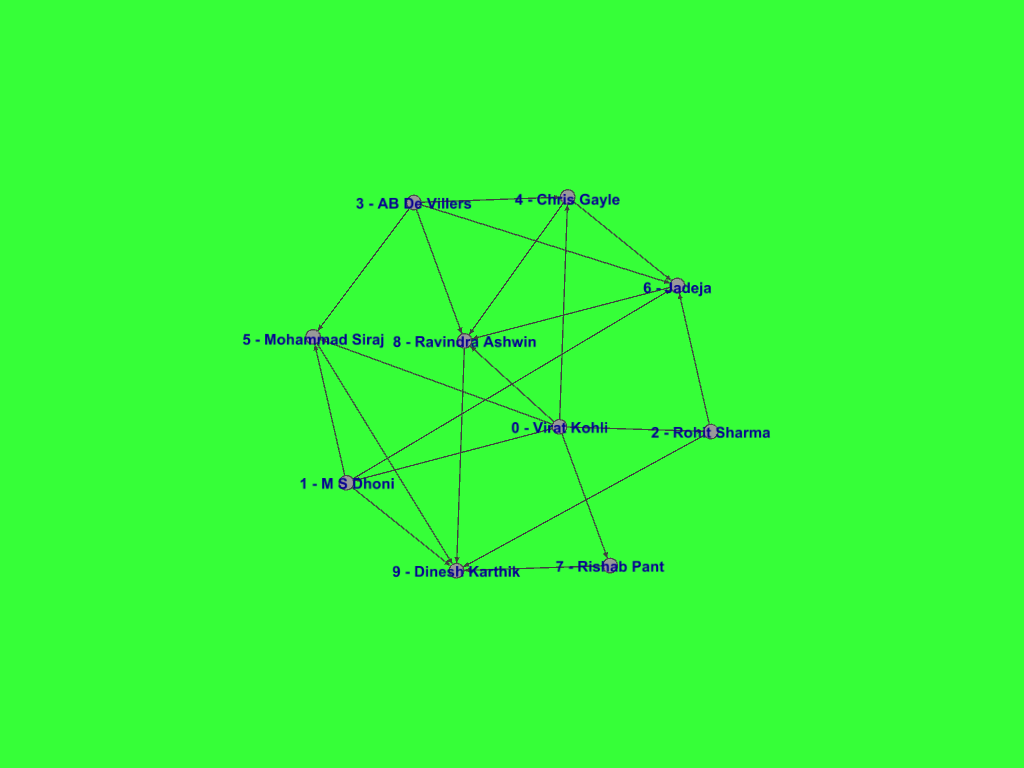 3 - AB De Villers
4 - Chris Gayle
6 - Jadeja
5 - Mohammad Siraj
8 - Ravindra Ashwin
0 - Virat Kohli
2 - Rohit Sharma
1 - M S Dhoni
9 - Dinesh Karthik
7 - Rishab Pant